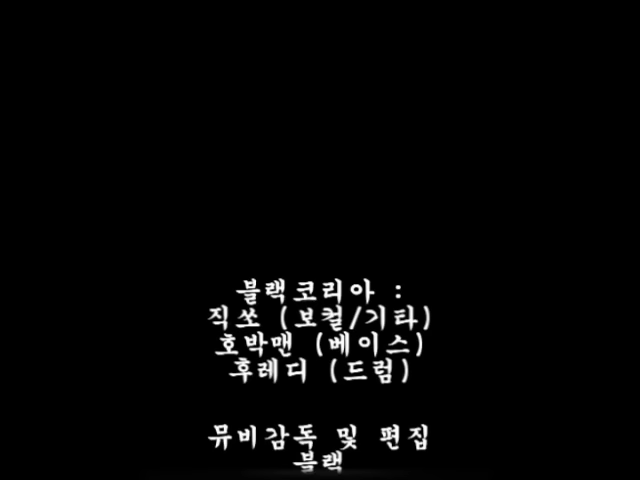 블랙코리아 :
직쏘 (보컬/기타)
호박맨 (베이스)
후레디 (드럼)
뮤비감독 및 편집
블랙